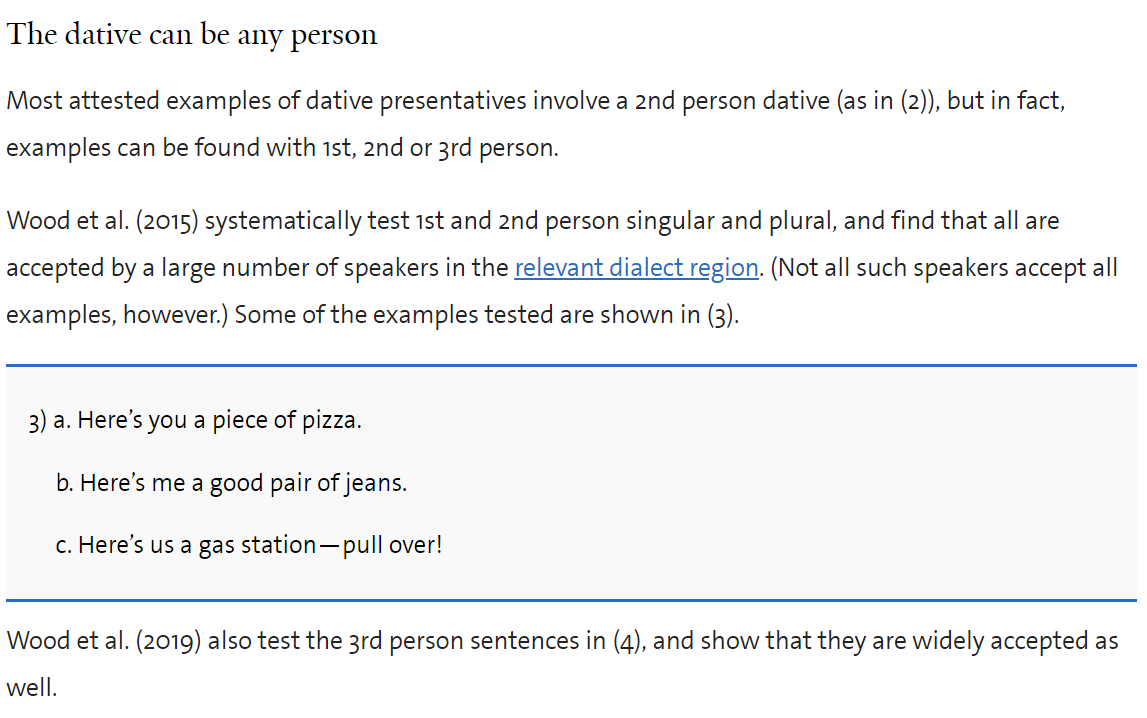 The dative can be any person
Most attested examples of dative presentatives involve a 2nd person dative (as in (2)), but in fact,
examples can be found with 1st, 2nd or 3rd person.
Wood et al. (2015) systematically test 1st and 2nd person singular and plural, and find that all are
accepted by a large number of speakers in the relevant dialect region. (Not all such speakers accept all
examples, however.) Some of the examples tested are shown in (3).
3) a. Here’s you a piece of pizza.
b. Here’s me a good pair of jeans.
c. Here’s us a gas station—pull over!
Wood et al. (2019) also test the 3rd person sentences in (4), and show that they are widely accepted as
well.